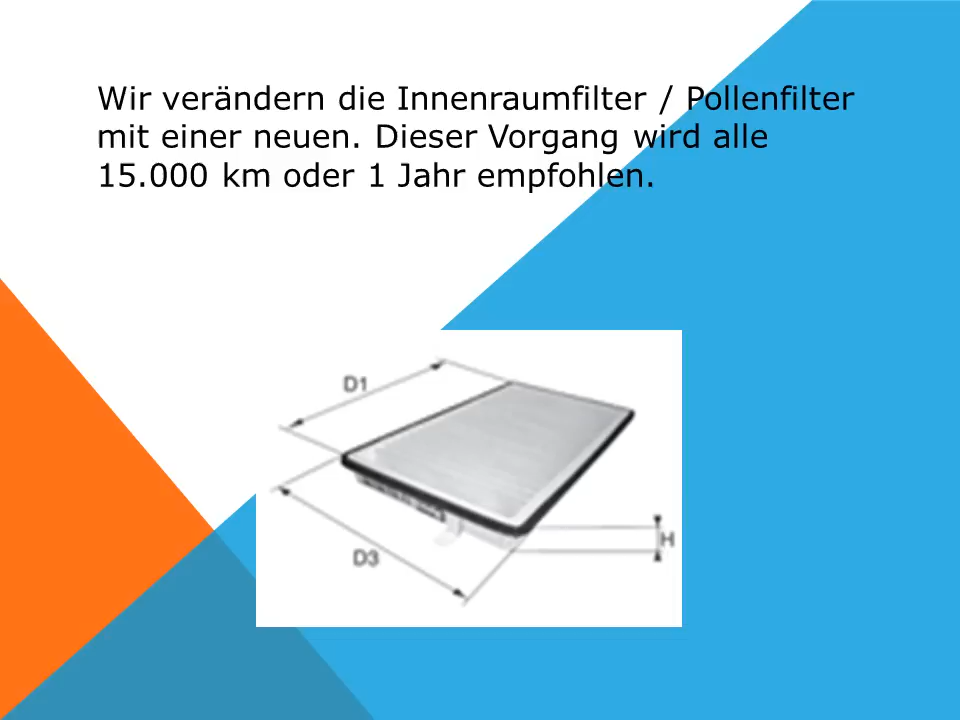 Wir verändern die Innenraumfilter / Pollenfilter
mit einer neuen. Dieser Vorgang wird alle
15.000 km oder 1 Jahr empfohlen.
D1
H
D3